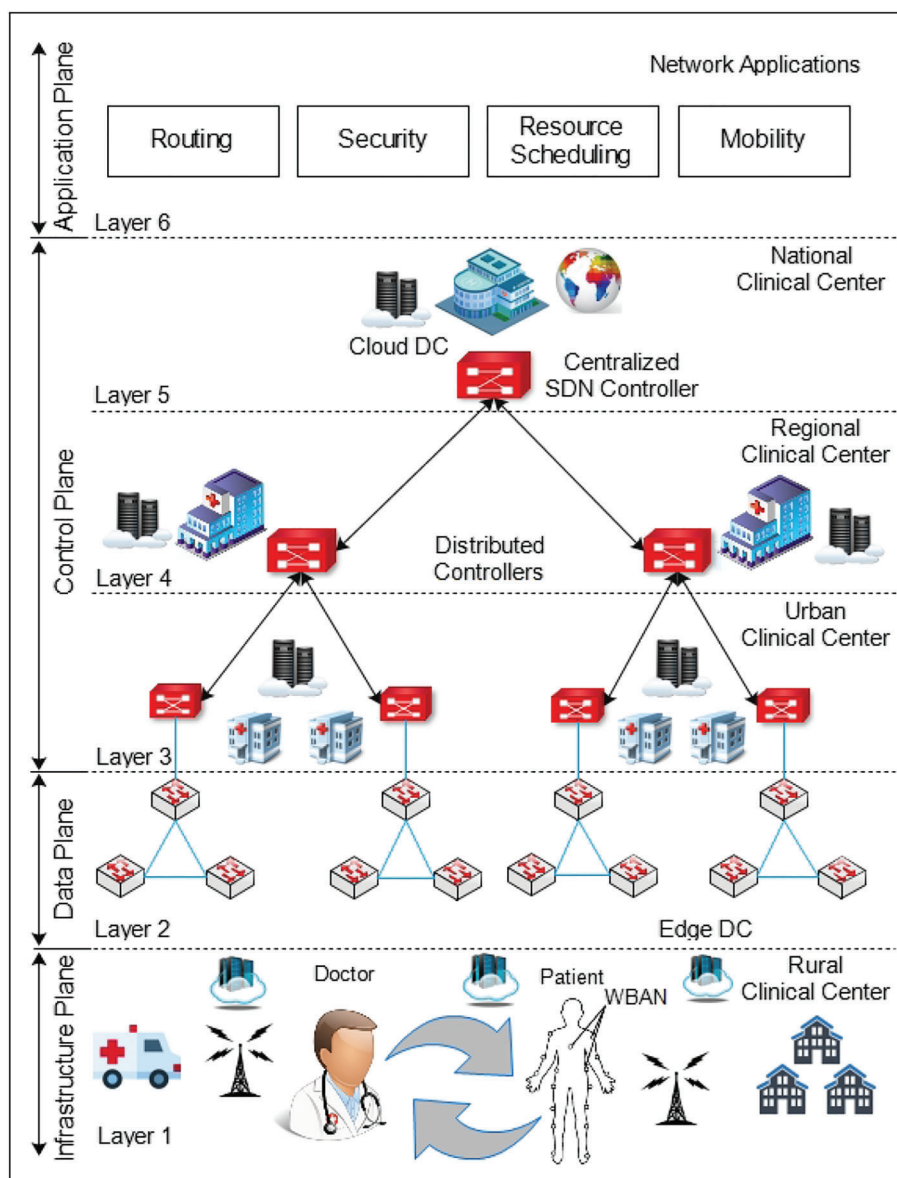 Application Plane
Network Applications
Routing
Security
Resource
Scheduling
Mobility
Layer 6
Control Plane
National
Clinical Center
Cloud DC
Centralized
SDN Controller
Layer 5
Regional
Clinical Center
Distributed
Controllers
Layer 4
Urban
Clinical Center
Layer 3
Data Plane
Layer 2
Edge DC
Infrastructure Plane
Doctor
Patient
WBAN
Rural
Clinical Center
Layer 1